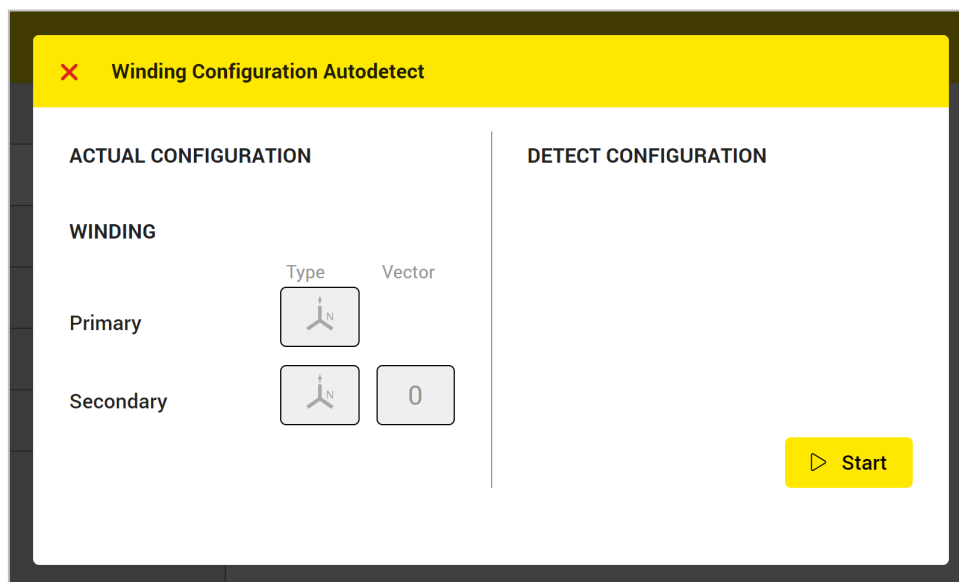 Winding Configuration Autodetect
ACTUAL CONFIGURATION
WINDING
Type Vector
Primary
N
Secondary
N
0
DETECT CONFIGURATION
Start